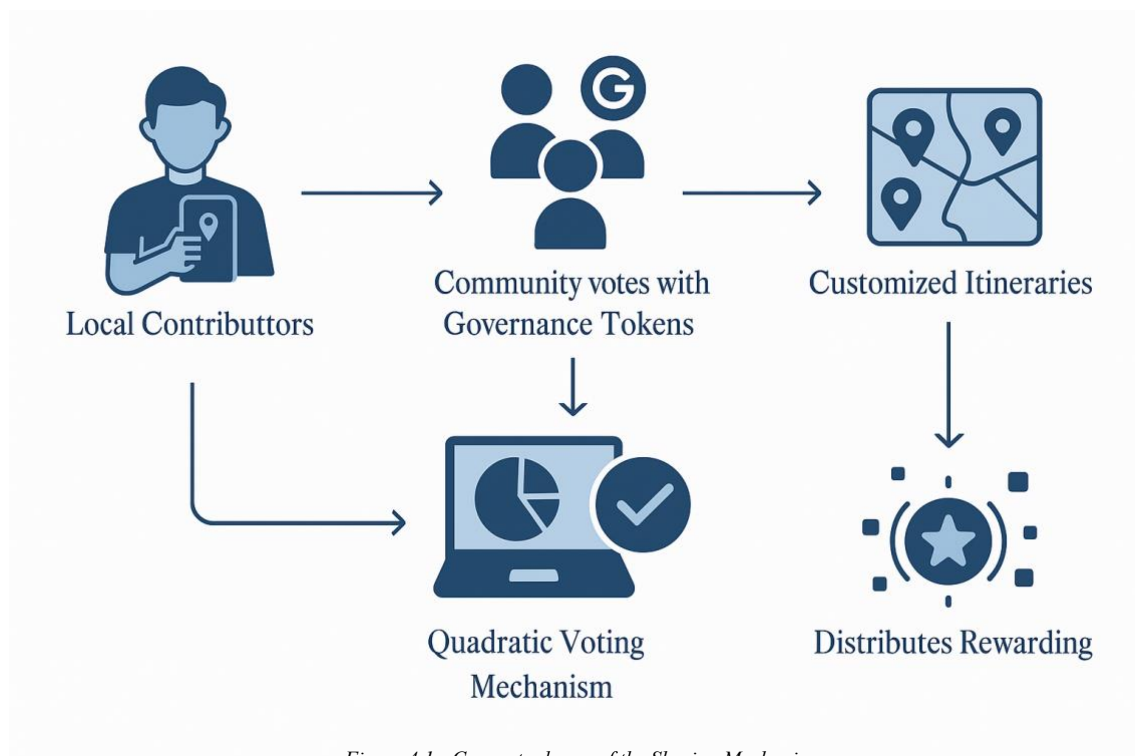 G
Local Contributtors
Community votes with
Governance Tokens
Customized Itineraries
Quadratic Voting
Mechanism
Distributes Rewarding